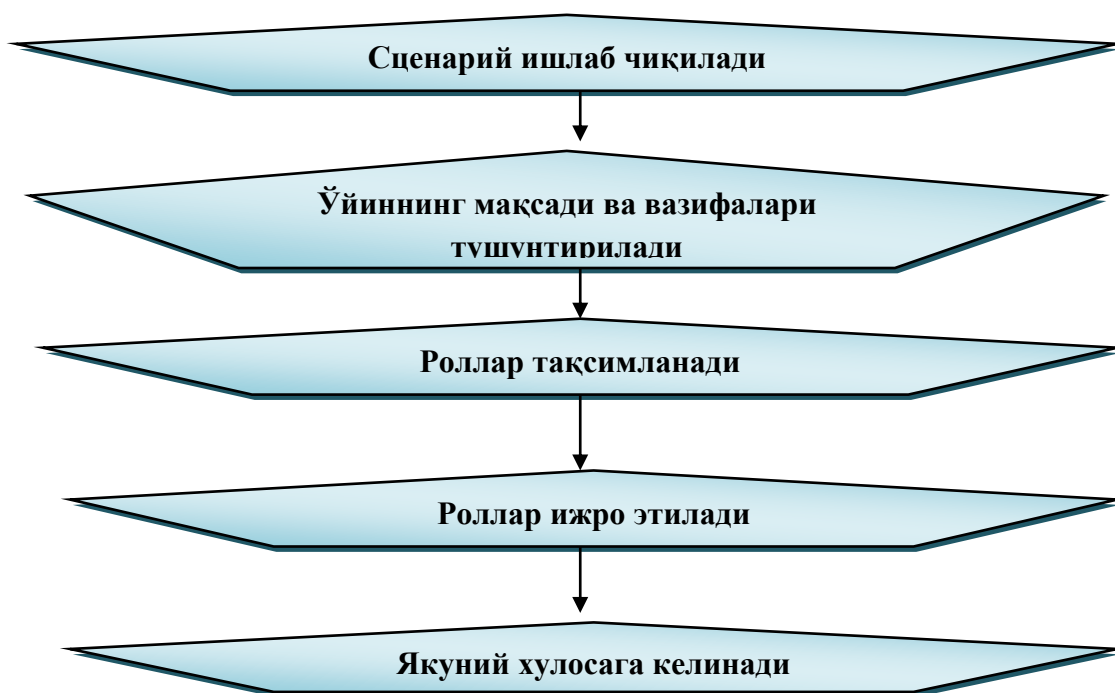 Сценарий ишлаб чиқилади
Ўйиннинг мақсади ва вазифалари
тушунтирилади
Роллар тақсимланади
Роллар ижро этилади
Якуний хулосага келинади